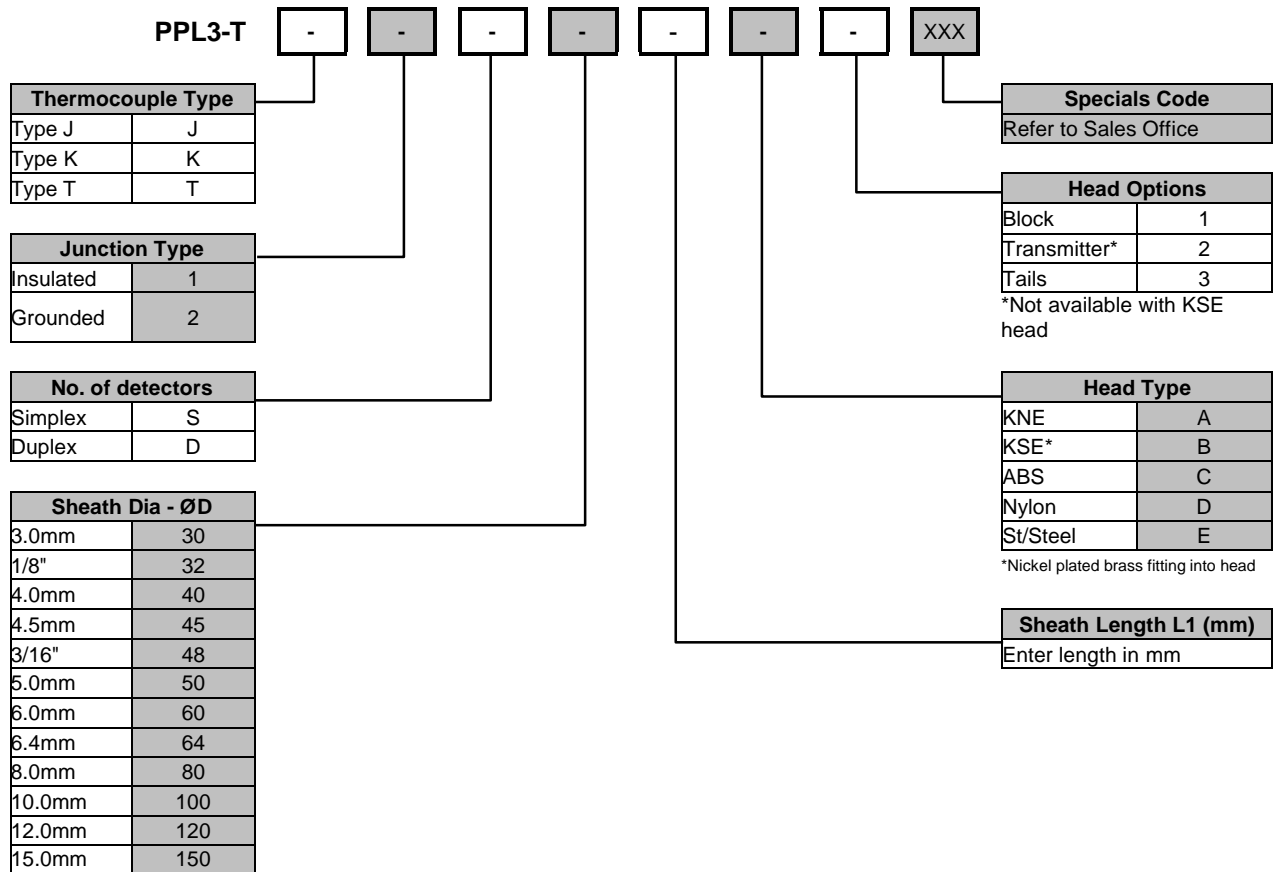 PPL3-T - - - - - - - XXX
Thermocouple Type
Type J J
Type K K
Type T T
Junction Type
Insulated 1
Grounded 2
No. of detectors
Simplex S
Duplex D
Sheath Dia - ØD
3.0mm 30
1/8" 32
4.0mm 40
4.5mm 45
3/16" 48
5.0mm 50
6.0mm 60
6.4mm 64
8.0mm 80
10.0mm 100
12.0mm 120
15.0mm 150
Specials Code
Refer to Sales Office
Head Options
Block 1
Transmitter* 2
Tails 3
*Not available with KSE
head
Head Type
KNE A
KSE* B
ABS C
Nylon D
St/Steel E
*Nickel plated brass fitting into head
Sheath Length L1 (mm)
Enter length in mm